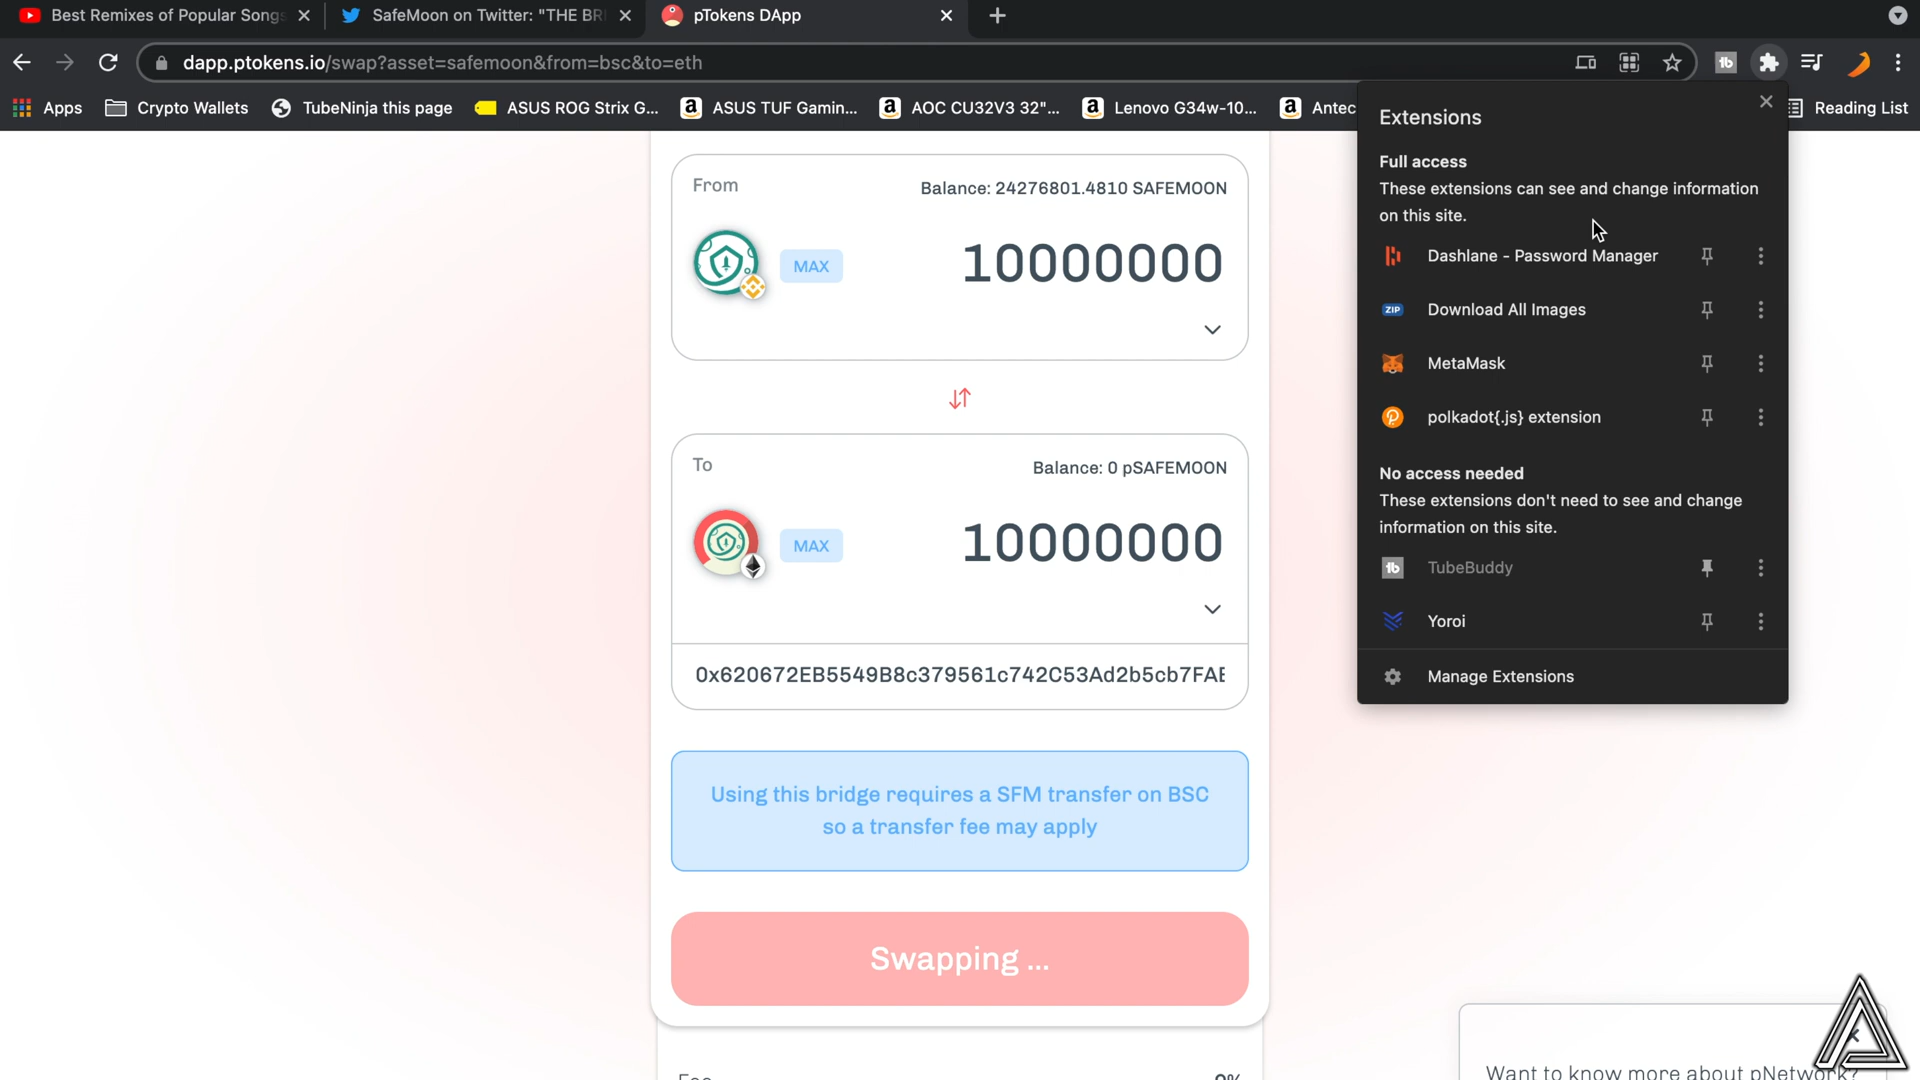 Best Remixes of Popular Songs
SafeMoon on Twitter: "THE BRI
pTokens DApp
dapp.ptokens.io/swap?asset=safemoon&from=bsc&to=eth
Apps
Crypto Wallets
TubeNinja this page
ASUS ROG Strix G...
ASUS TUF Gamin...
AOC CU32V3 32"...
Lenovo G34w-10...
Antec
Reading List
From
Balance: 24276801.4810 SAFEMOON
MAX
10000000
To
Balance: 0 pSAFEMOON
MAX
10000000
0x620672EB5549B8c379561c742C53Ad2b5cb7FAE
Using this bridge requires a SFM transfer on BSC
so a transfer fee may apply
Swapping ...
Fee
0%
Extensions
Full access
These extensions can see and change information
on this site.
Dashlane - Password Manager
ZIP
Download All Images
MetaMask
polkadot{.js} extension
No access needed
These extensions don't need to see and change
information on this site.
tb
TubeBuddy
Yoroi
Manage Extensions
Want to know more about pNetwork?